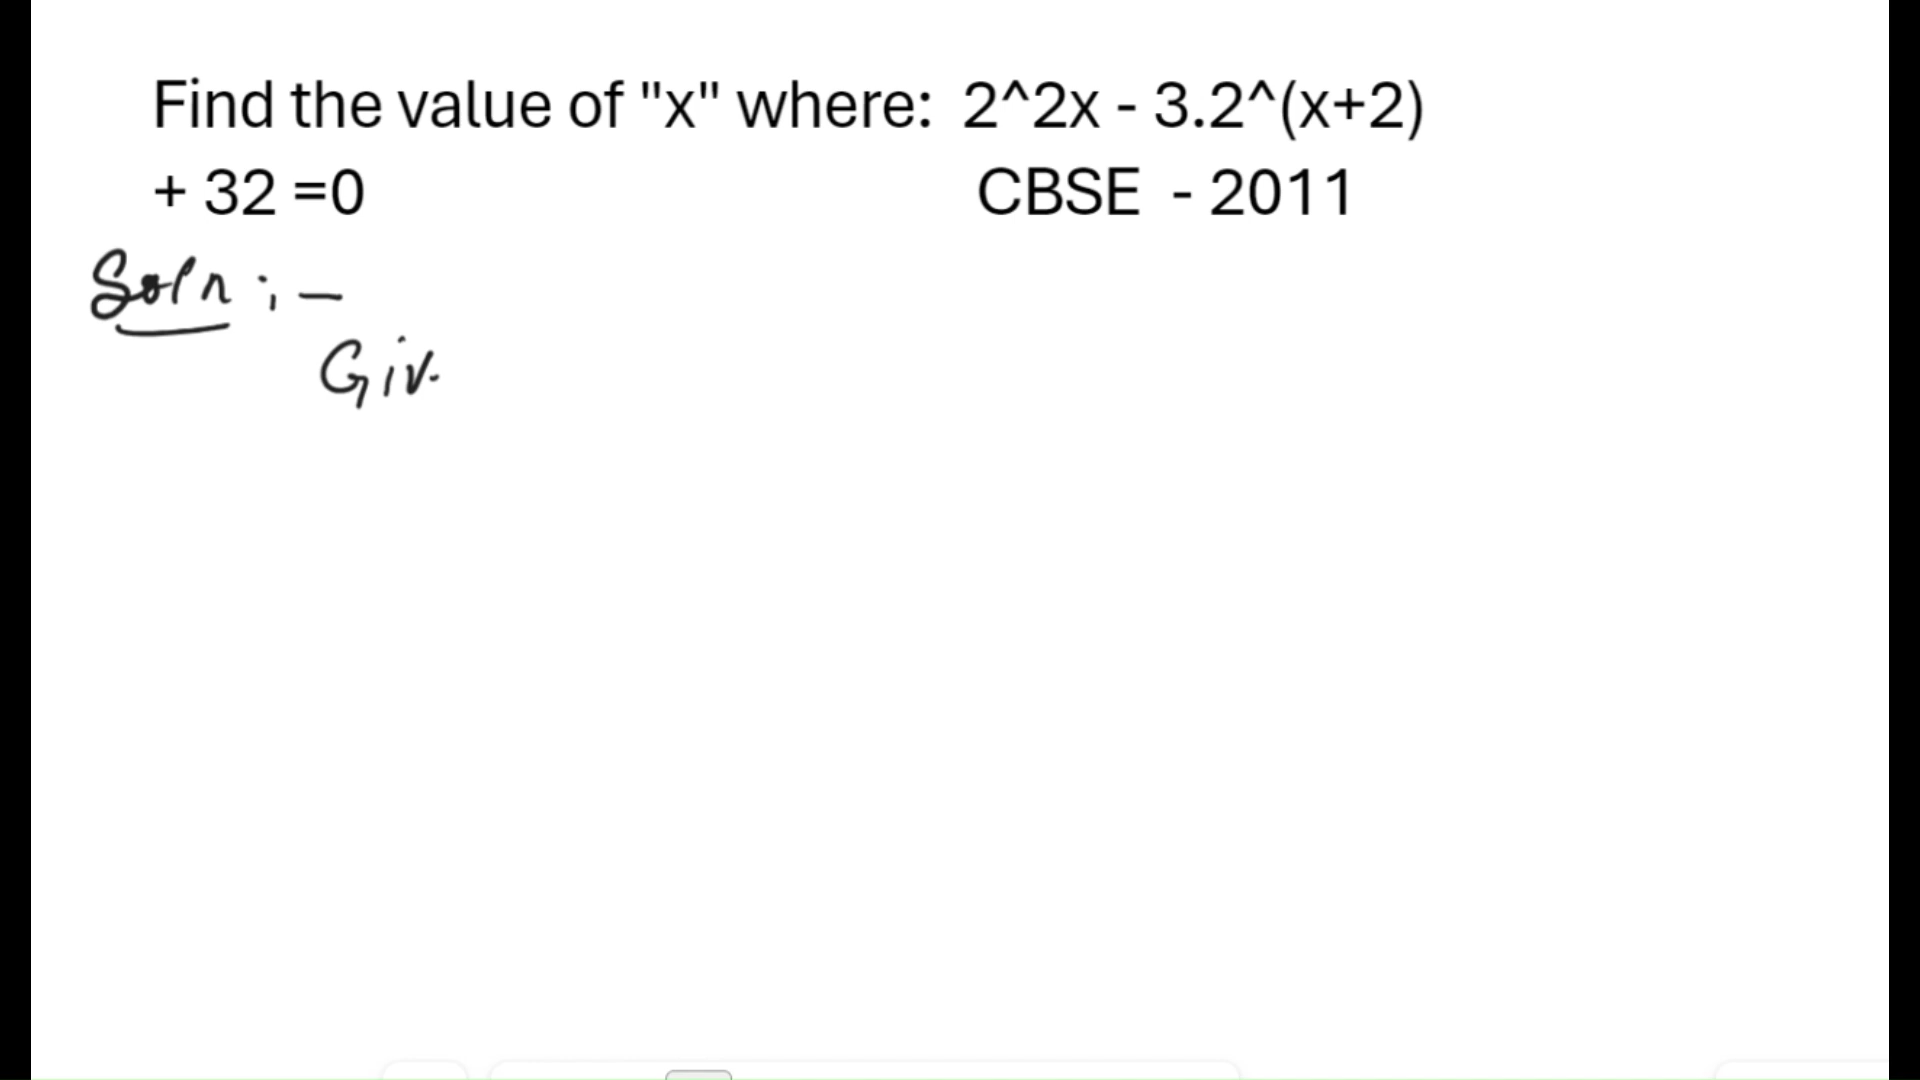 Find the value of "x" where: 2^2x - 3.2^(x+2)
+ 32 =0 CBSE - 2011
Soln :-
Giv